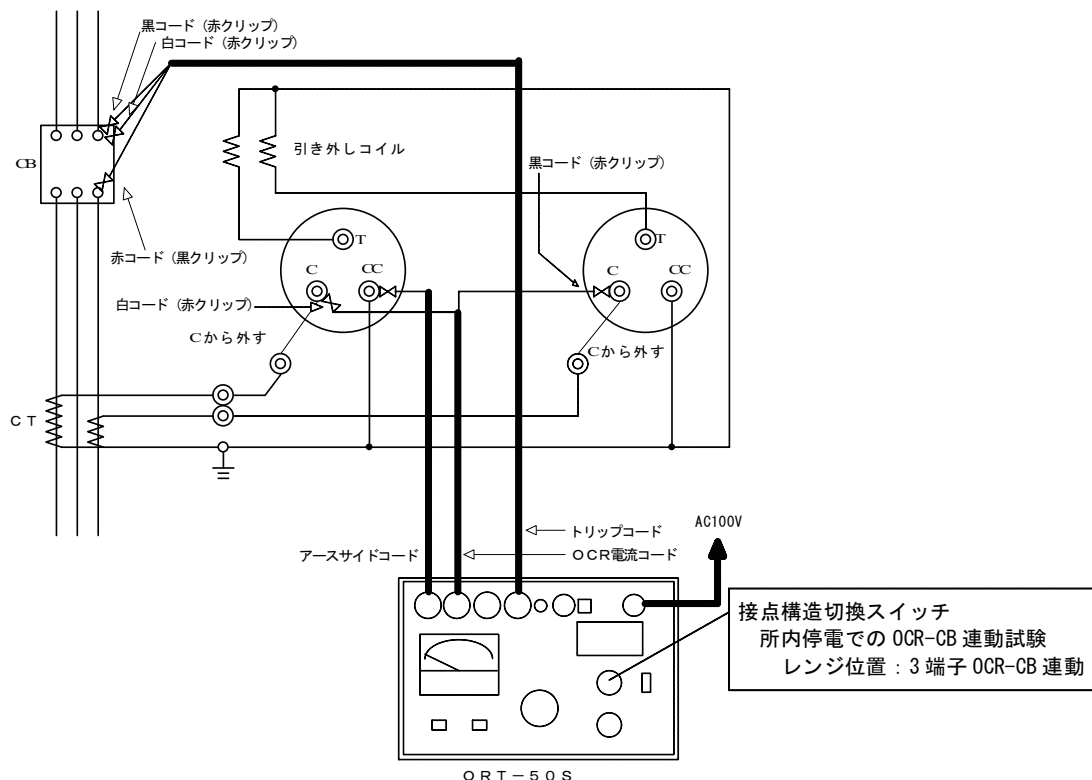 黒コード（赤クリップ）
白コード（赤クリップ）
CB
引き外しコイル
黒コード（赤クリップ）
T
T
赤コード（黒クリップ）
C
CC
C
CC
白コード（赤クリップ）
Cから外す
Cから外す
CT
トリップコード
AC100V
アースサイドコード
OCR電流コード
接点構造切換スイッチ
所内停電での OCR-CB 連動試験
レンジ位置：3 端子 OCR-CB 連動
ORT－50S